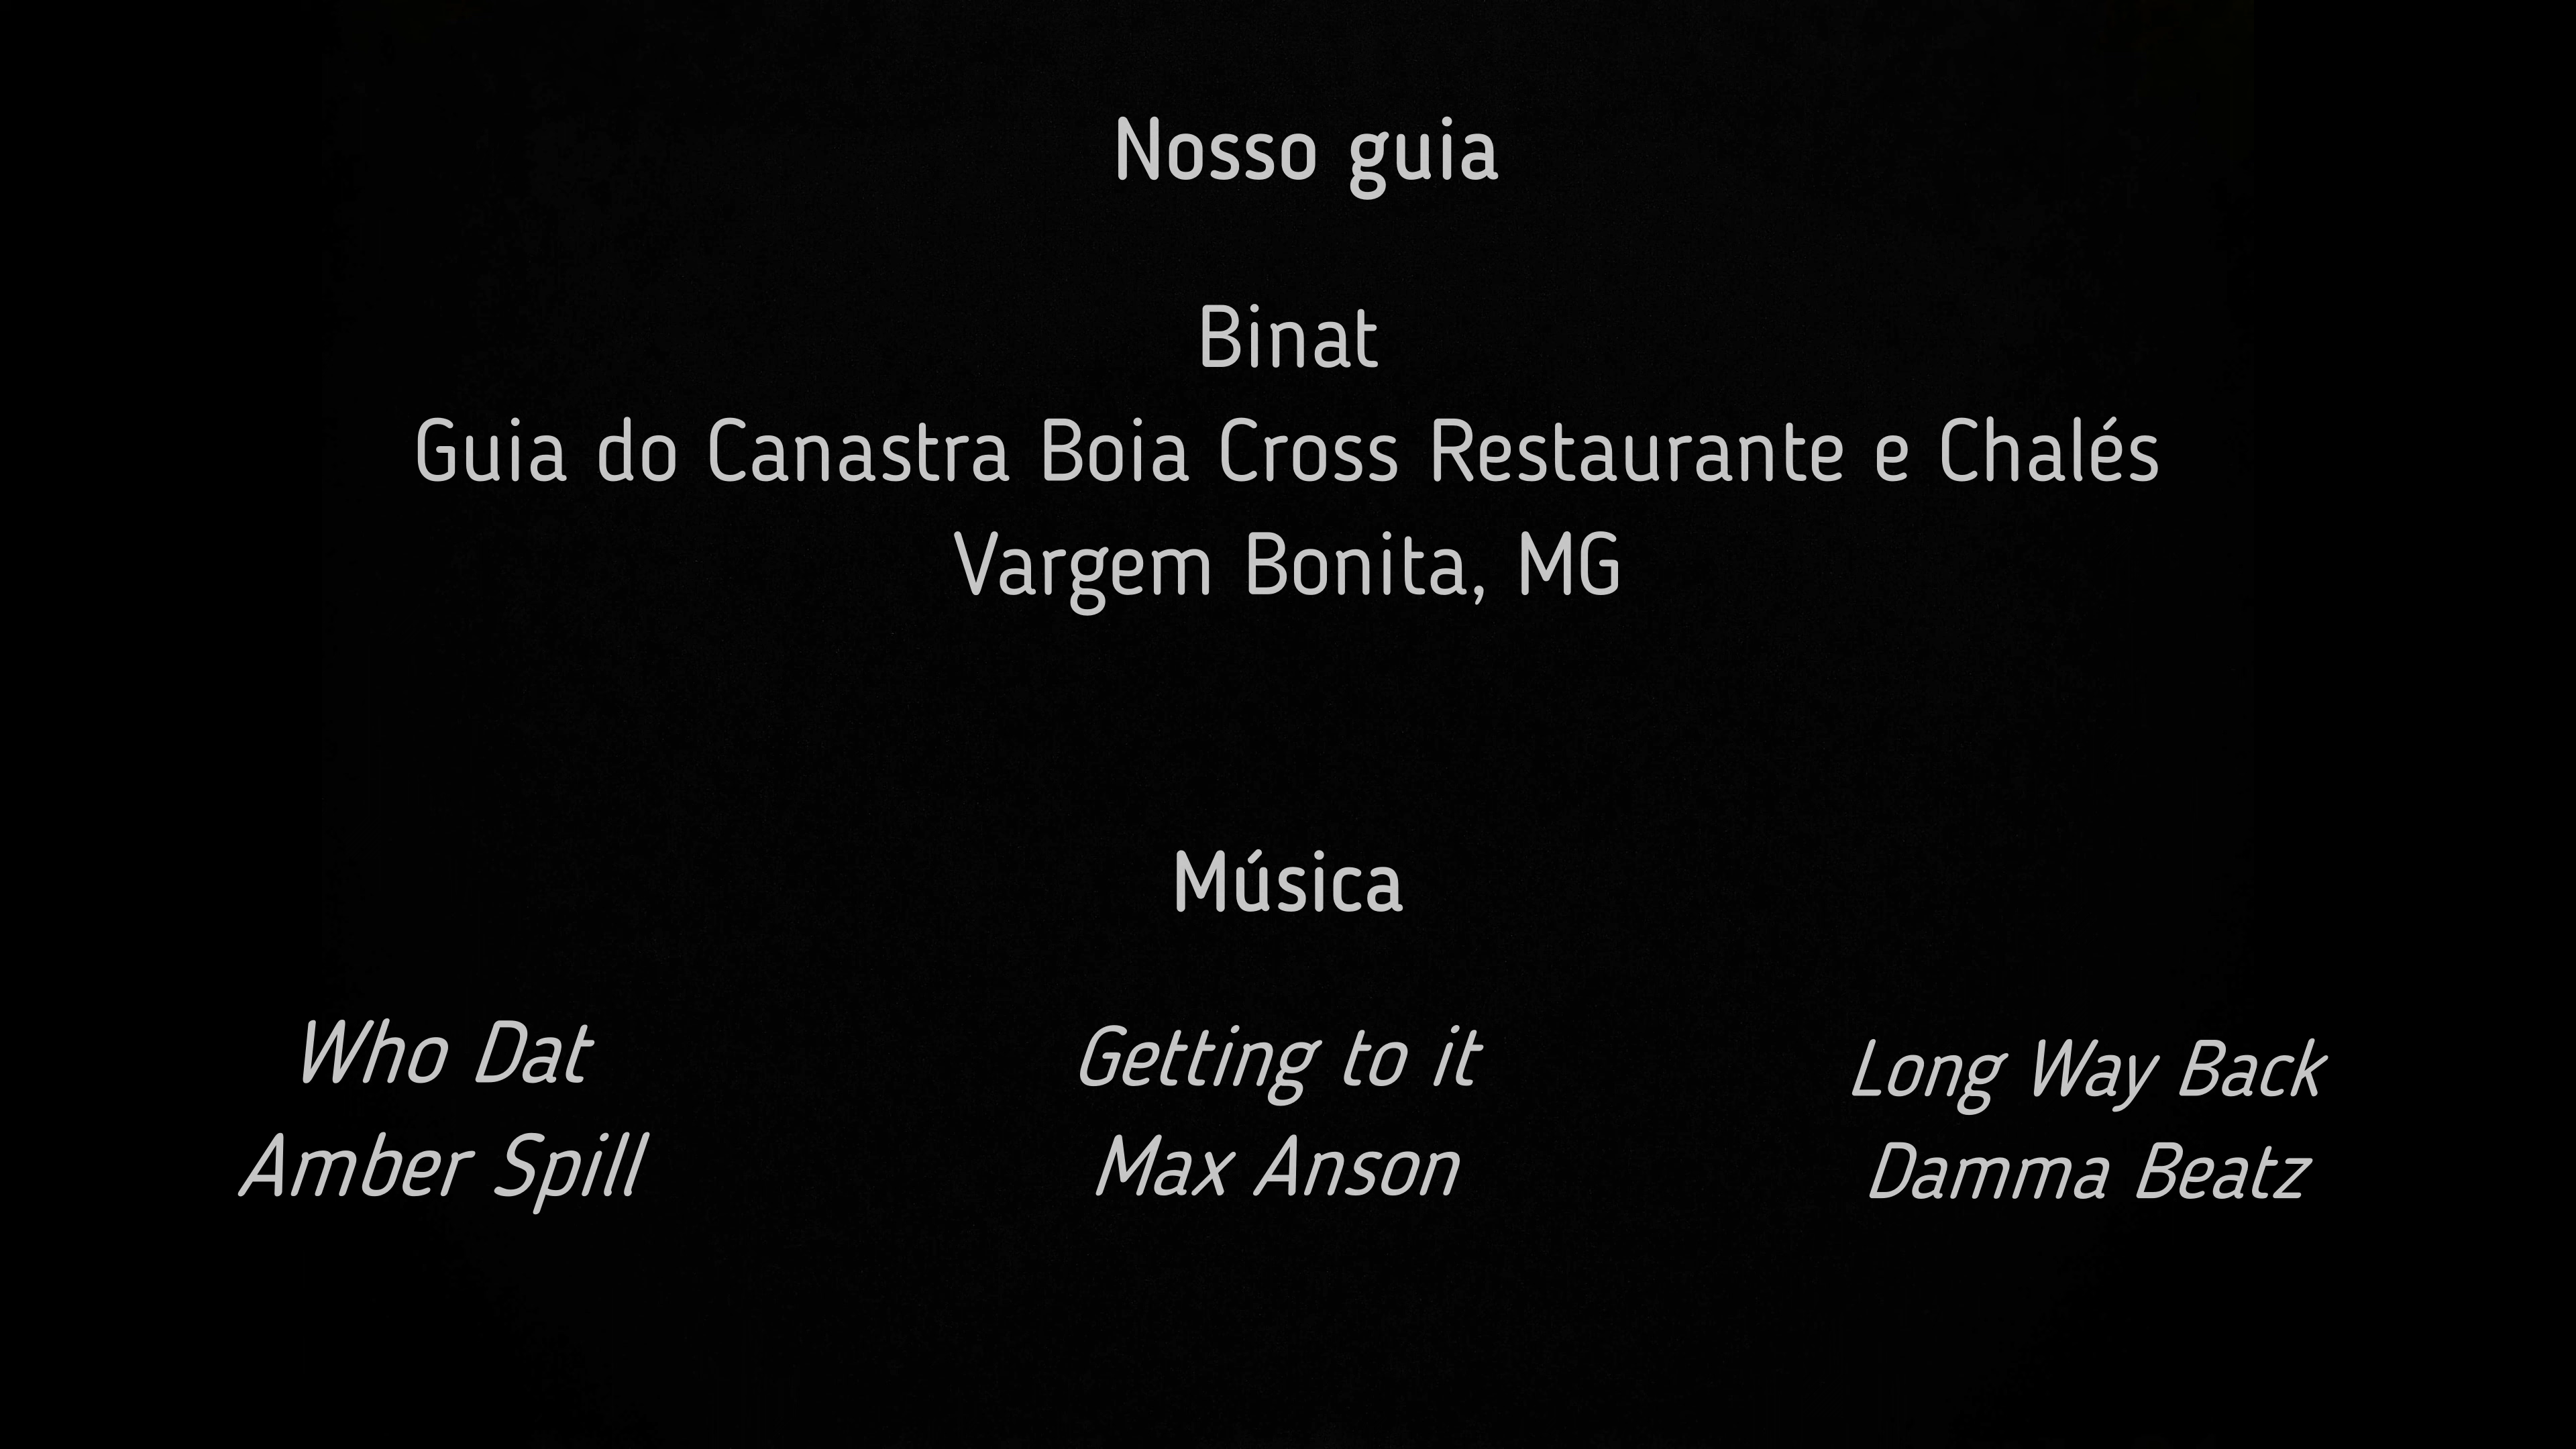 Nosso guia
Binat
Guia do Canastra Boia Cross Restaurante e Chalés
Vargem Bonita, MG
Música
Who Dat
Amber Spill
Getting to it
Max Anson
Long Way Back
Damma Beatz